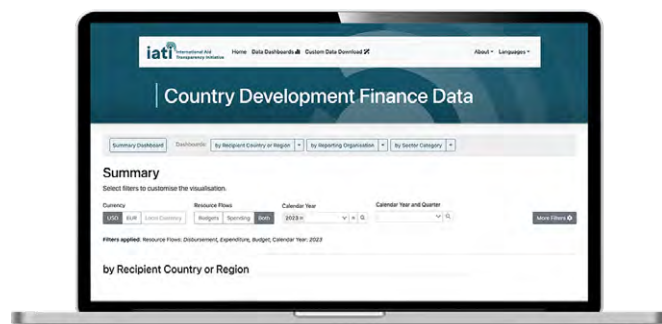 iati International Aid Transparency Initiative Home Data Dashboards Custom Data Download About Languages
Country Development Finance Data
Summary Dashboard Dashboards: by Recipient Country or Region by Reporting Organisation by Sector Category
Summary
Select filters to customise the visualisation.
Currency Resource Flows Calendar Year Calendar Year and Quarter
USD EUR Local Currency Budgets Spending Both 2023 × More Filters
Filters applied: Resource Flows: Disbursement, Expenditure, Budget; Calendar Year: 2023
by Recipient Country or Region